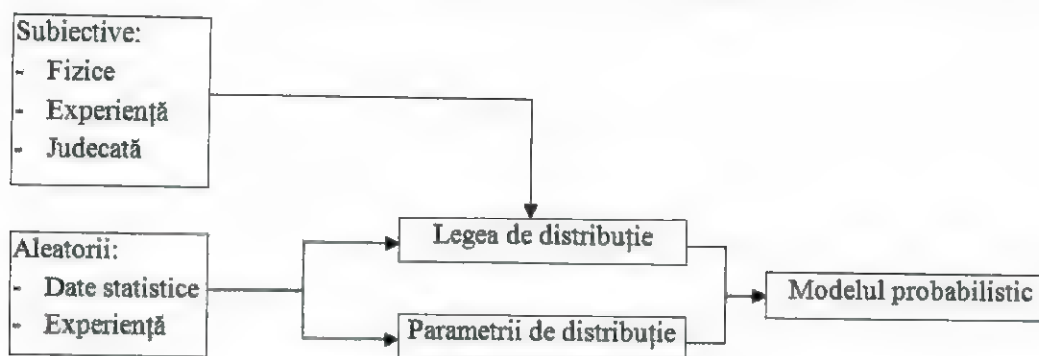 Subiective:
- Fizice
- Experiență
- Judecată
Aleatorii:
- Date statistice
- Experiență
Legea de distribuție
Parametrii de distribuție
Modelul probabilistic